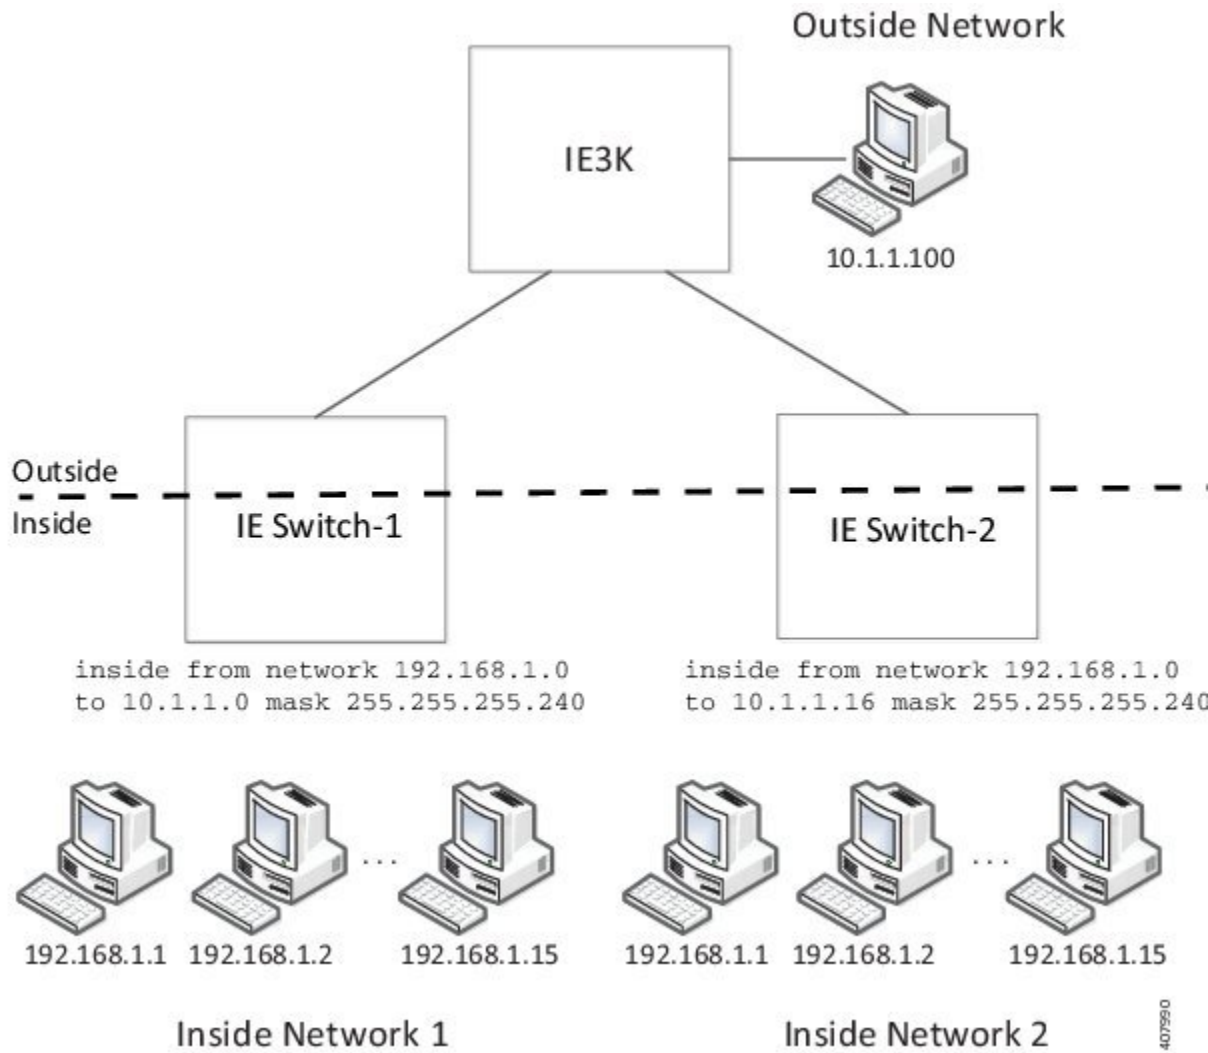 Outside Network
IE3K
10.1.1.100
Outside
Inside
IE Switch-1
IE Switch-2
inside from network 192.168.1.0
to 10.1.1.0 mask 255.255.255.240
inside from network 192.168.1.0
to 10.1.1.16 mask 255.255.255.240
...
...
192.168.1.1
192.168.1.2
192.168.1.15
192.168.1.1
192.168.1.2
192.168.1.15
Inside Network 1
Inside Network 2
407990